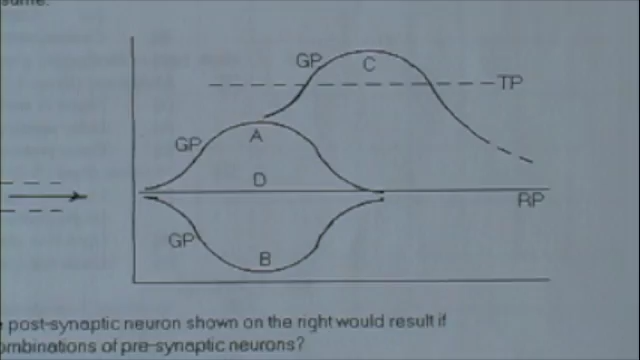 GP
C
TP
GP
A
D
RP
GP
B
post-synaptic neuron shown on the right would result if
of pre-synaptic neurons?